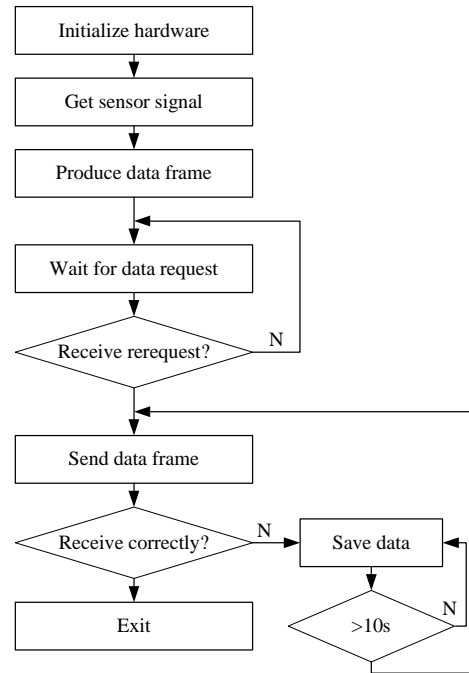 Initialize hardware
Get sensor signal
Produce data frame
Wait for data request
Receive rerequest?
N
Send data frame
Receive correctly?
N
Save data
Exit
>10s
N